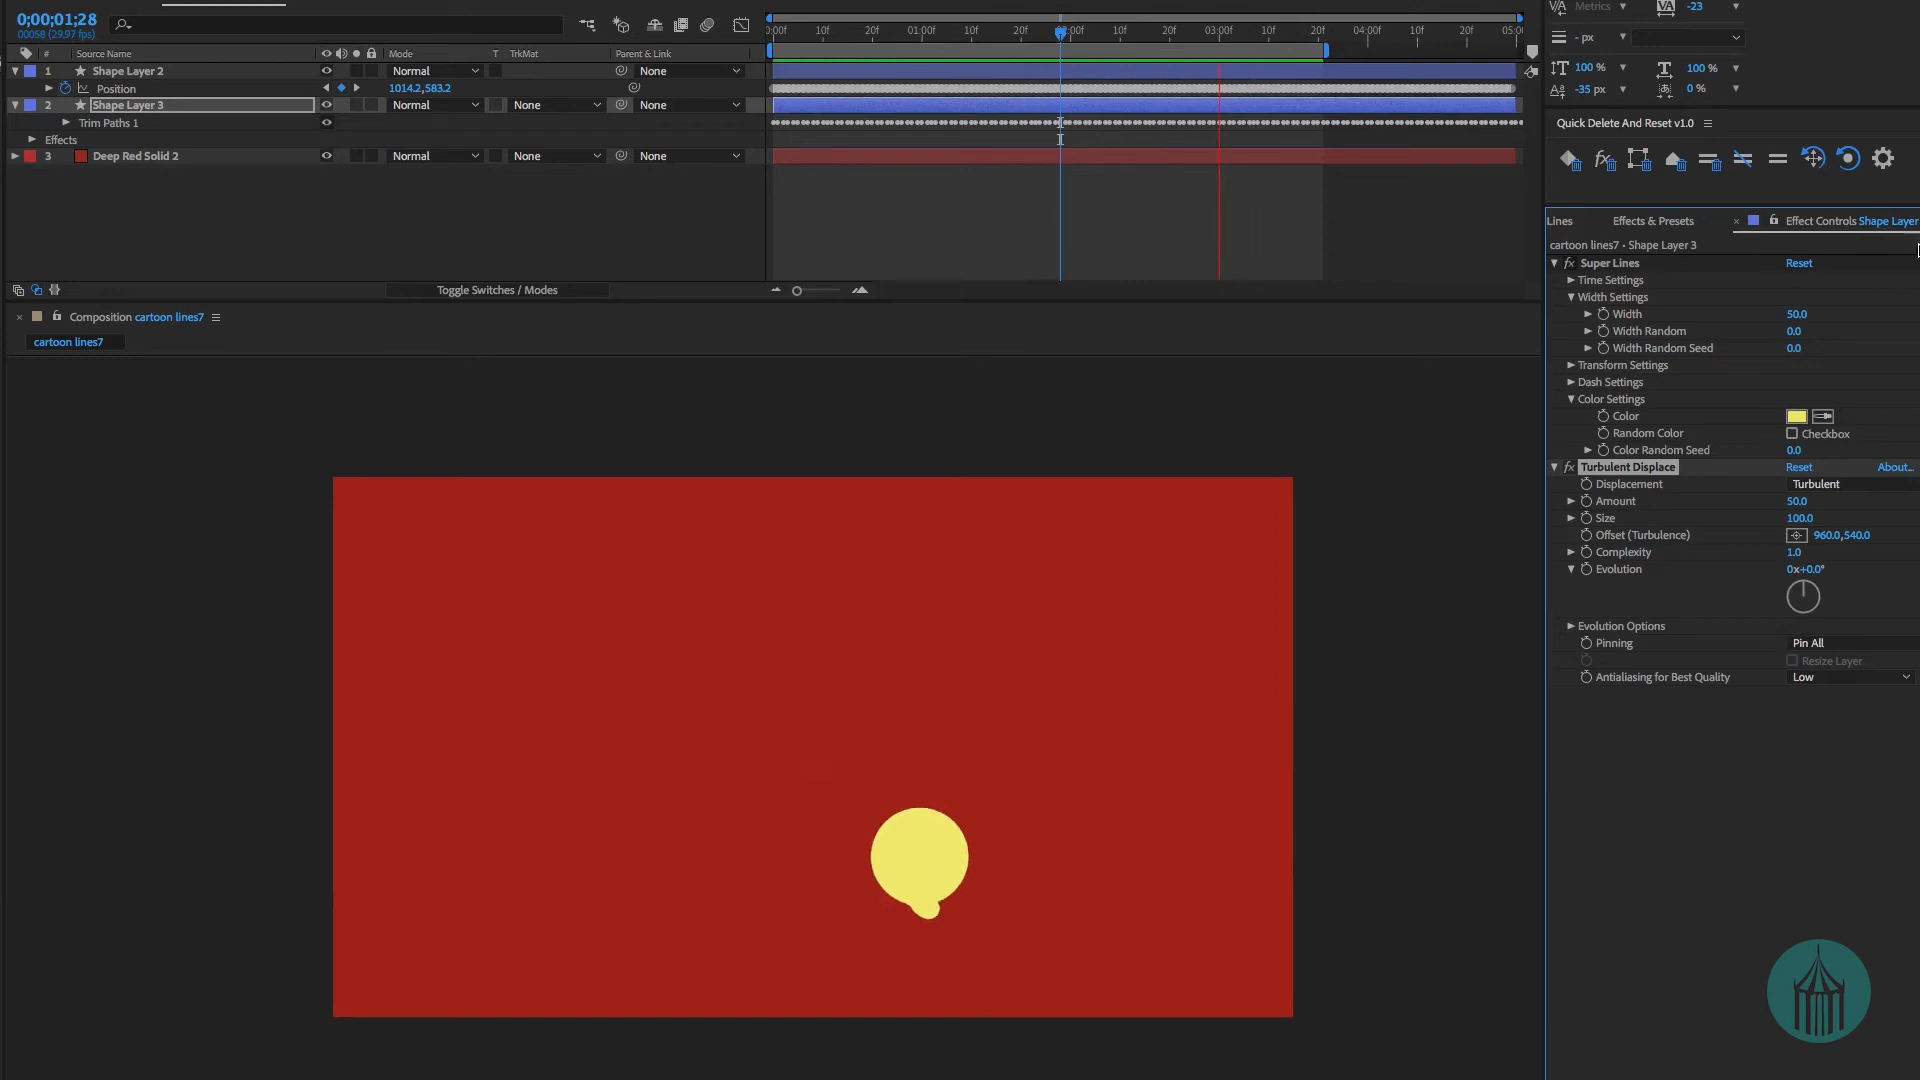 0;00;01;28
00058 (29.97 fps)
# Source Name Mode T TrkMat Parent & Link
1 Shape Layer 2 Normal None
Position 1014.2,583.2
2 Shape Layer 3 Normal None None
Trim Paths 1
Effects
3 Deep Red Solid 2 Normal None None
Toggle Switches / Modes
0:00f 10f 20f 01:00f 10f 20f 10f 20f 03:00f 10f 20f 04:00f 10f 20f
Composition cartoon lines7
cartoon lines7
Metrics -23
- px
100 % 100 %
-35 px 0 %
Quick Delete And Reset v1.0
Lines Effects & Presets Effect Controls Shape Layer
cartoon lines7 • Shape Layer 3
fx Super Lines Reset
Time Settings
Width Settings
Width 50.0
Width Random 0.0
Width Random Seed 0.0
Transform Settings
Dash Settings
Color Settings
Color
Random Color Checkbox
Color Random Seed 0.0
fx Turbulent Displace Reset About...
Displacement Turbulent
Amount 50.0
Size 100.0
Offset (Turbulence) 960.0,540.0
Complexity 1.0
Evolution 0x+0.0°
Evolution Options
Pinning Pin All
Resize Layer
Antialiasing for Best Quality Low